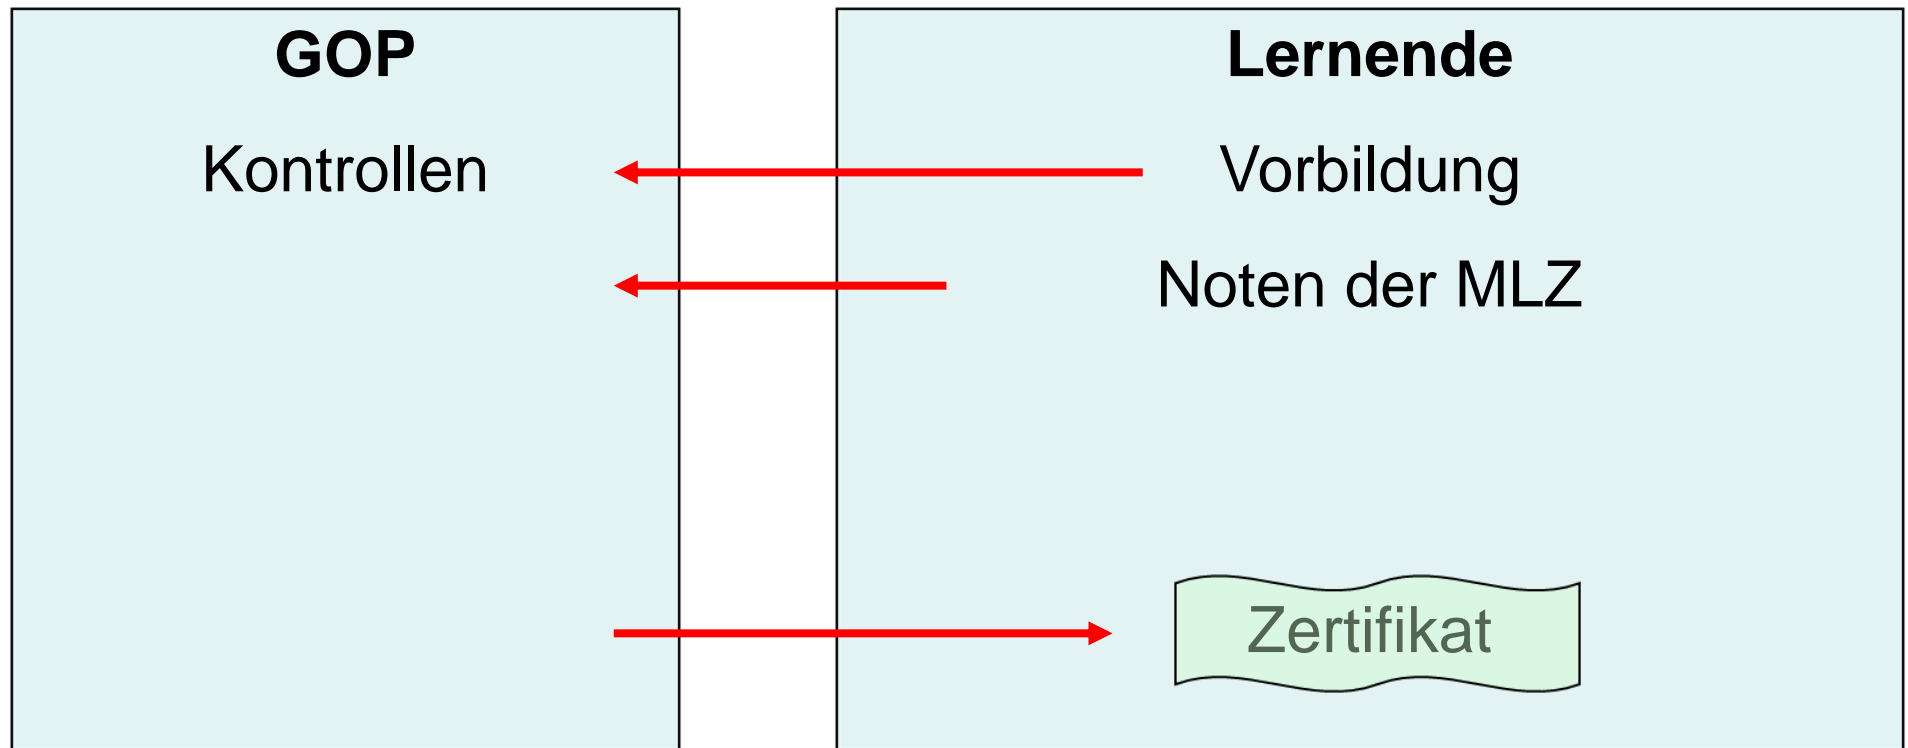 GOP
Kontrollen
Lernende
Vorbildung
Noten der MLZ
Zertifikat